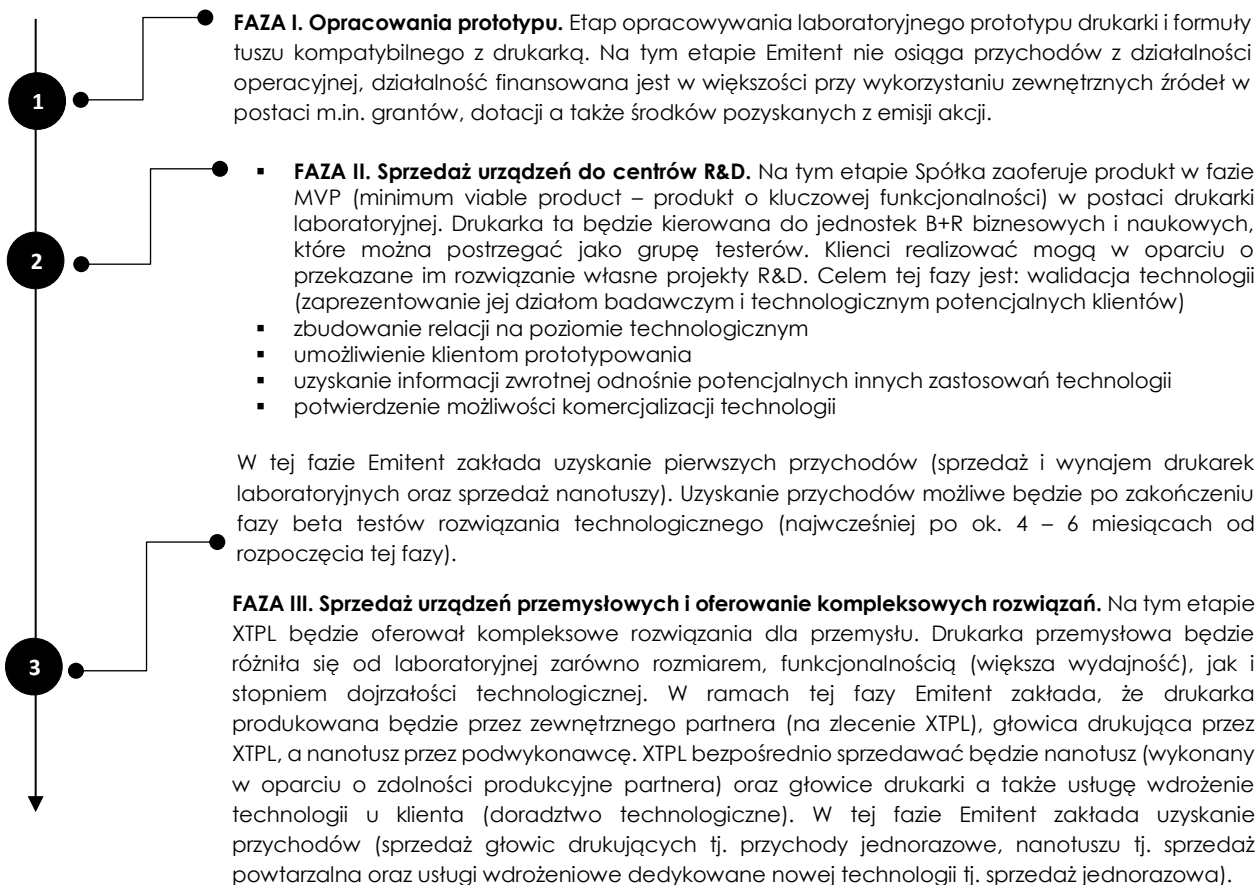 FAZA I. Opracowania prototypu. Etap opracowywania laboratoryjnego prototypu drukarki i formuły
tuszu kompatybilnego z drukarką. Na tym etapie Emitent nie osiąga przychodów z działalności
operacyjnej, działalność finansowana jest w większości przy wykorzystaniu zewnętrznych źródeł w
postaci m.in. grantów, dotacji a także środków pozyskanych z emisji akcji.
1
▪ FAZA II. Sprzedaż urządzeń do centrów R&D. Na tym etapie Spółka zaoferuje produkt w fazie
MVP (minimum viable product – produkt o kluczowej funkcjonalności) w postaci drukarki
laboratoryjnej. Drukarka ta będzie kierowana do jednostek B+R biznesowych i naukowych,
które można postrzegać jako grupę testerów. Klienci realizować mogą w oparciu o
przekazane im rozwiązanie własne projekty R&D. Celem tej fazy jest: walidacja technologii
(zaprezentowanie jej działom badawczym i technologicznym potencjalnych klientów)
2
▪ zbudowanie relacji na poziomie technologicznym
▪ umożliwienie klientom prototypowania
▪ uzyskanie informacji zwrotnej odnośnie potencjalnych innych zastosowań technologii
▪ potwierdzenie możliwości komercjalizacji technologii
W tej fazie Emitent zakłada uzyskanie pierwszych przychodów (sprzedaż i wynajem drukarek
laboratoryjnych oraz sprzedaż nanotuszy). Uzyskanie przychodów możliwe będzie po zakończeniu
fazy beta testów rozwiązania technologicznego (najwcześniej po ok. 4 – 6 miesiącach od
rozpoczęcia tej fazy).
FAZA III. Sprzedaż urządzeń przemysłowych i oferowanie kompleksowych rozwiązań. Na tym etapie
XTPL będzie oferował kompleksowe rozwiązania dla przemysłu. Drukarka przemysłowa będzie
różniła się od laboratoryjnej zarówno rozmiarem, funkcjonalnością (większa wydajność), jak i
stopniem dojrzałości technologicznej. W ramach tej fazy Emitent zakłada, że drukarka
produkowana będzie przez zewnętrznego partnera (na zlecenie XTPL), głowica drukująca przez
XTPL, a nanotusz przez podwykonawcę. XTPL bezpośrednio sprzedawać będzie nanotusz (wykonany
w oparciu o zdolności produkcyjne partnera) oraz głowice drukarki a także usługę wdrożenie
technologii u klienta (doradztwo technologiczne). W tej fazie Emitent zakłada uzyskanie
przychodów (sprzedaż głowic drukujących tj. przychody jednorazowe, nanotuszu tj. sprzedaż
powtarzalna oraz usługi wdrożeniowe dedykowane nowej technologii tj. sprzedaż jednorazowa).
3